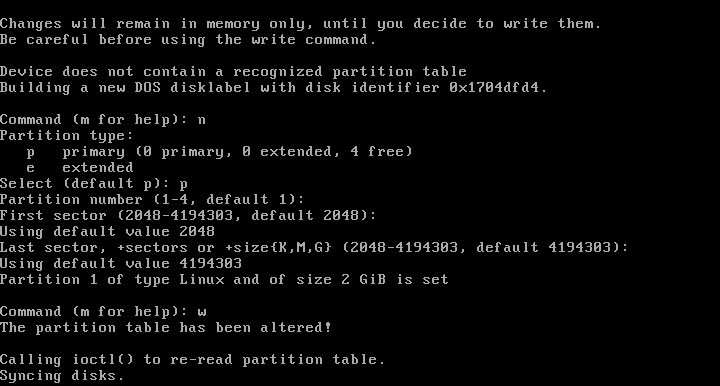 Changes will remain in memory only, until you decide to write them.
Be careful before using the write command.
Device does not contain a recognized partition table
Building a new DOS disklabel with disk identifier 0x1704dfd4.
Command (m for help): n
Partition type:
   p   primary (0 primary, 0 extended, 4 free)
   e   extended
Select (default p): p
Partition number (1-4, default 1):
First sector (2048-4194303, default 2048):
Using default value 2048
Last sector, +sectors or +size{K,M,G} (2048-4194303, default 4194303):
Using default value 4194303
Partition 1 of type Linux and of size 2 GiB is set
Command (m for help): w
The partition table has been altered!
Calling ioctl() to re-read partition table.
Syncing disks.